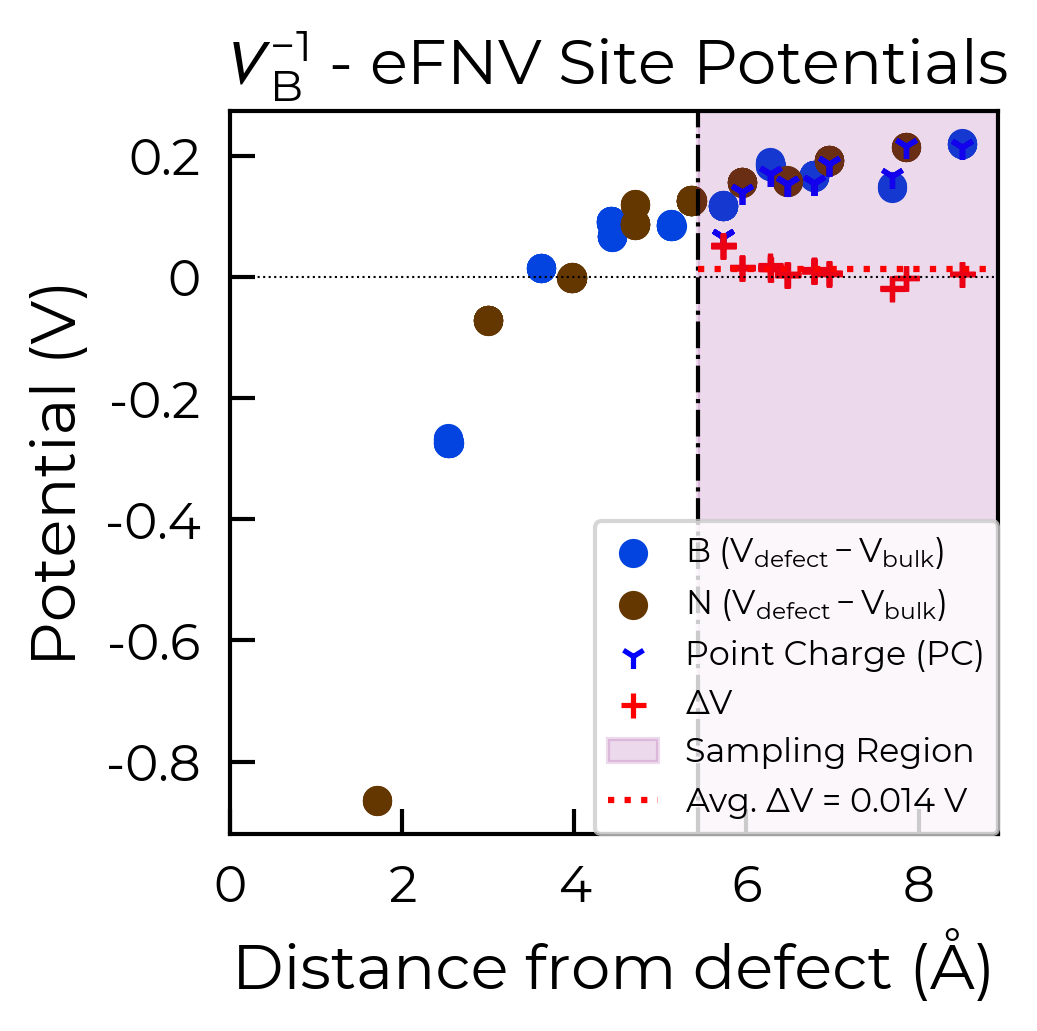 V_B^{−1} - eFNV Site Potentials
Potential (V)
0.2
0
-0.2
-0.4
-0.6
-0.8
B (V_defect − V_bulk)
N (V_defect − V_bulk)
Point Charge (PC)
ΔV
Sampling Region
Avg. ΔV = 0.014 V
0 2 4 6 8
Distance from defect (Å)